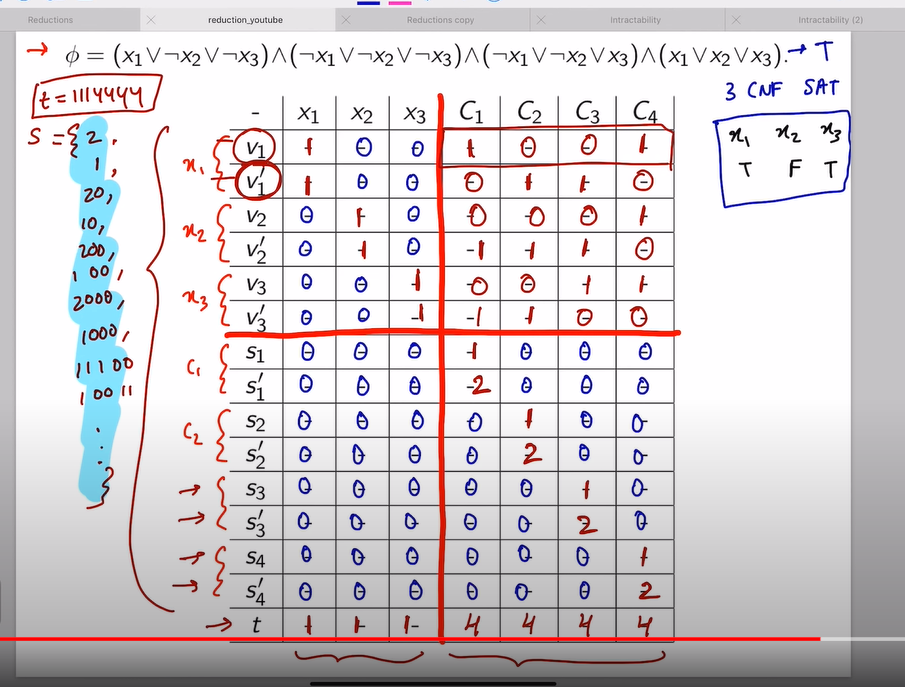 Reductions reduction_youtube Reductions copy Intractability Intractability (2)
→ ϕ = (x₁∨¬x₂∨¬x₃)∧(¬x₁∨¬x₂∨¬x₃)∧(¬x₁∨¬x₂∨x₃)∧(x₁∨x₂∨x₃). → T
t = 1114444
3 CNF SAT
x₁ x₂ x₃
T F T
S = {2,
1,
20,
10,
200,
100,
2000,
1000,
11100
10011
.
.
.
}
- x₁ x₂ x₃ C₁ C₂ C₃ C₄
x₁ { v₁ 1 0 0 1 0 0 1
v₁′ 1 0 0 0 1 1 0
x₂ { v₂ 0 1 0 0 0 0 1
v₂′ 0 1 0 1 1 1 0
x₃ { v₃ 0 0 1 0 0 1 1
v₃′ 0 0 1 1 1 0 0
C₁ { s₁ 0 0 0 1 0 0 0
s₁′ 0 0 0 2 0 0 0
C₂ { s₂ 0 0 0 0 1 0 0
s₂′ 0 0 0 0 2 0 0
→ { s₃ 0 0 0 0 0 1 0
→ s₃′ 0 0 0 0 0 2 0
→ { s₄ 0 0 0 0 0 0 1
→ s₄′ 0 0 0 0 0 0 2
→ t 1 1 1 4 4 4 4